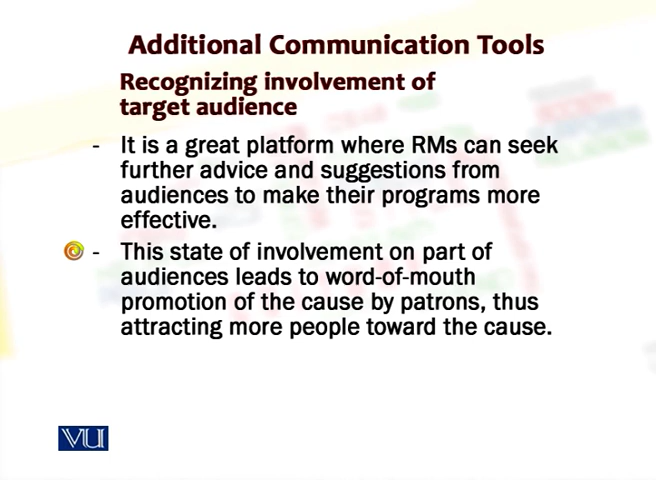 Additional Communication Tools
Recognizing involvement of
target audience
- It is a great platform where RMs can seek
further advice and suggestions from
audiences to make their programs more
effective.
- This state of involvement on part of
audiences leads to word-of-mouth
promotion of the cause by patrons, thus
attracting more people toward the cause.
VU